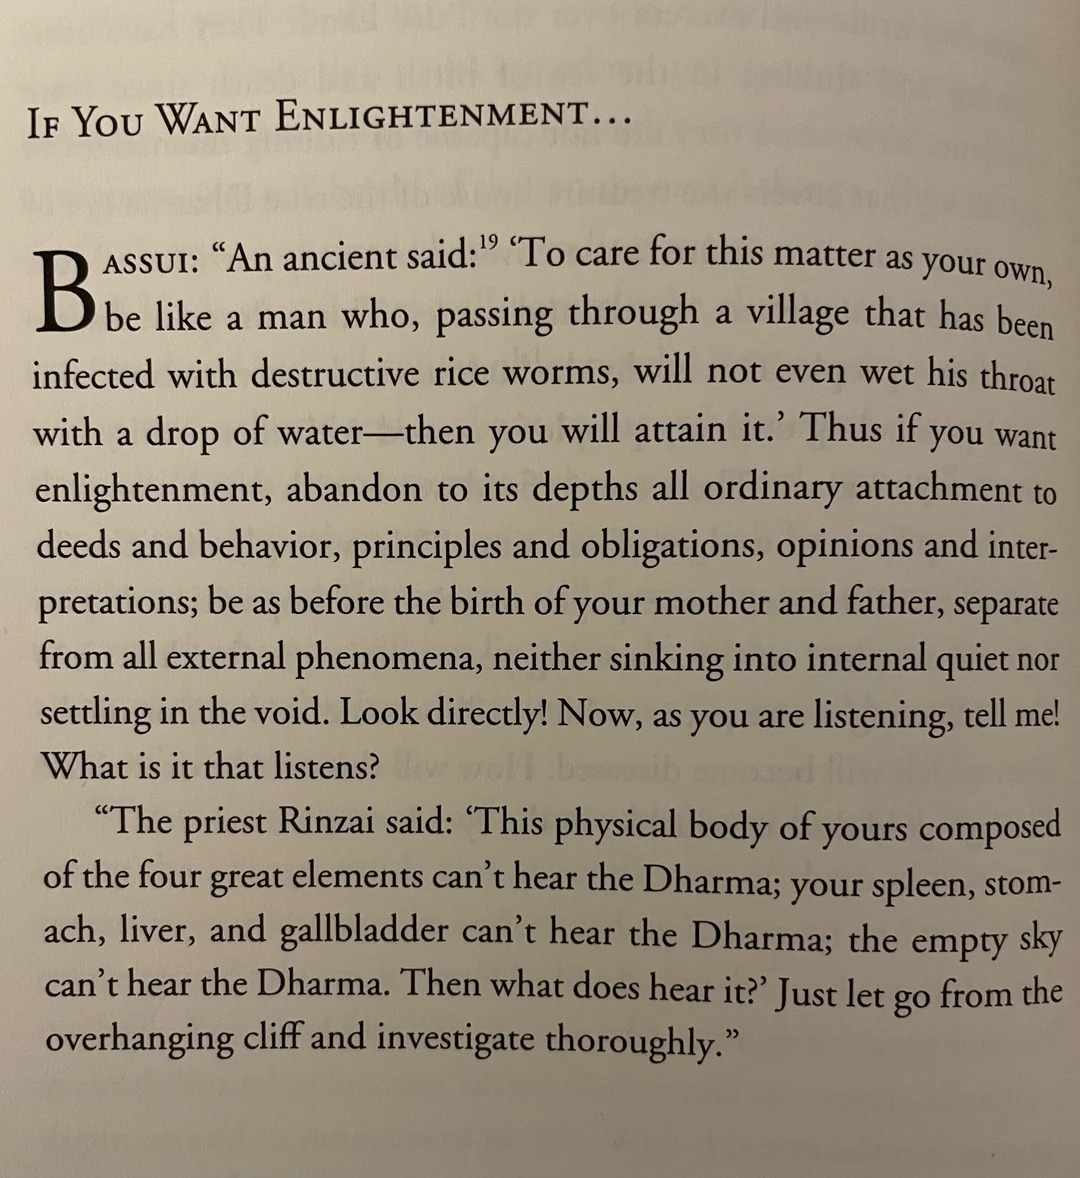 IF YOU WANT ENLIGHTENMENT...
BASSUI: “An ancient said:¹⁹ ‘To care for this matter as your own,
be like a man who, passing through a village that has been
infected with destructive rice worms, will not even wet his throat
with a drop of water—then you will attain it.’ Thus if you want
enlightenment, abandon to its depths all ordinary attachment to
deeds and behavior, principles and obligations, opinions and inter-
pretations; be as before the birth of your mother and father, separate
from all external phenomena, neither sinking into internal quiet nor
settling in the void. Look directly! Now, as you are listening, tell me!
What is it that listens?
“The priest Rinzai said: ‘This physical body of yours composed
of the four great elements can’t hear the Dharma; your spleen, stom-
ach, liver, and gallbladder can’t hear the Dharma; the empty sky
can’t hear the Dharma. Then what does hear it?’ Just let go from the
overhanging cliff and investigate thoroughly.”